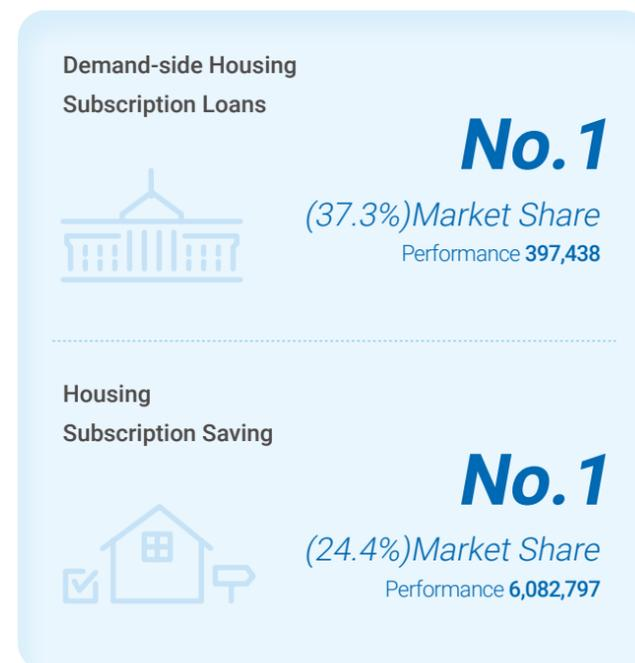 Demand-side Housing
Subscription Loans
No.1
(37.3%)Market Share
Performance 397,438
Housing
Subscription Saving
No.1
(24.4%)Market Share
Performance 6,082,797